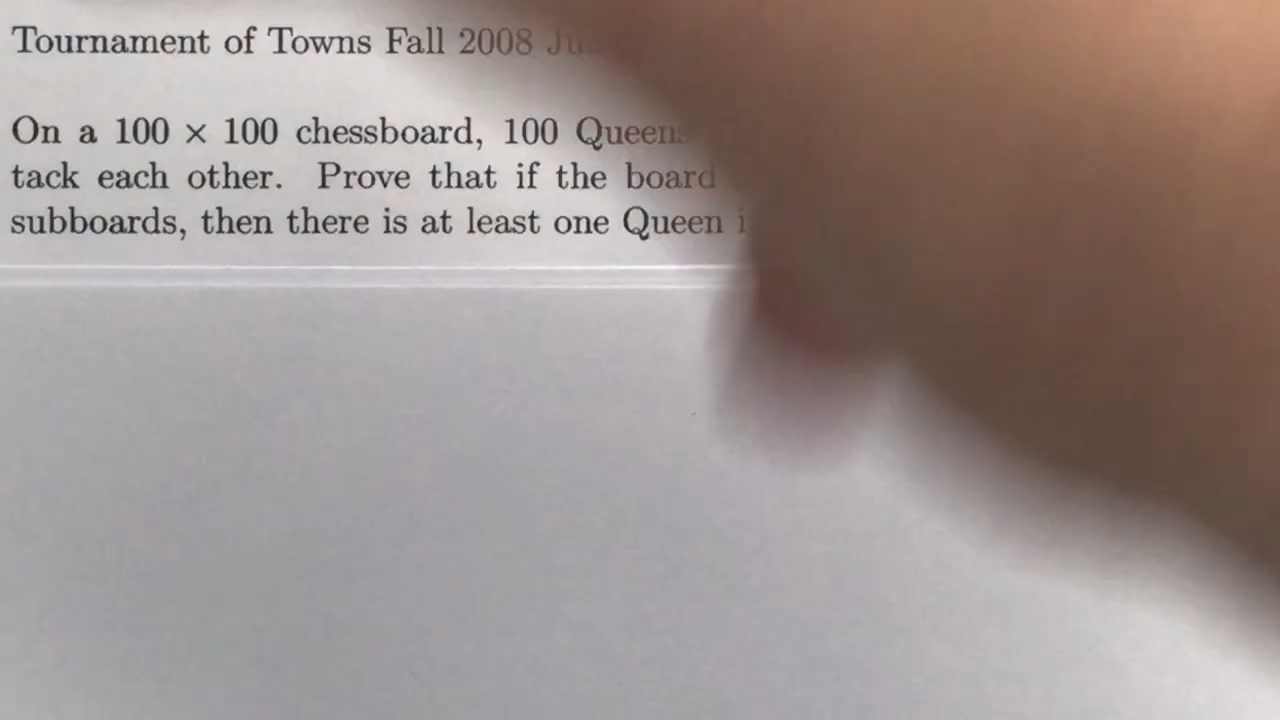 Tournament of Towns Fall 2008
On a 100 × 100 chessboard, 100 Queens
tack each other. Prove that if the board
subboards, then there is at least one Queen